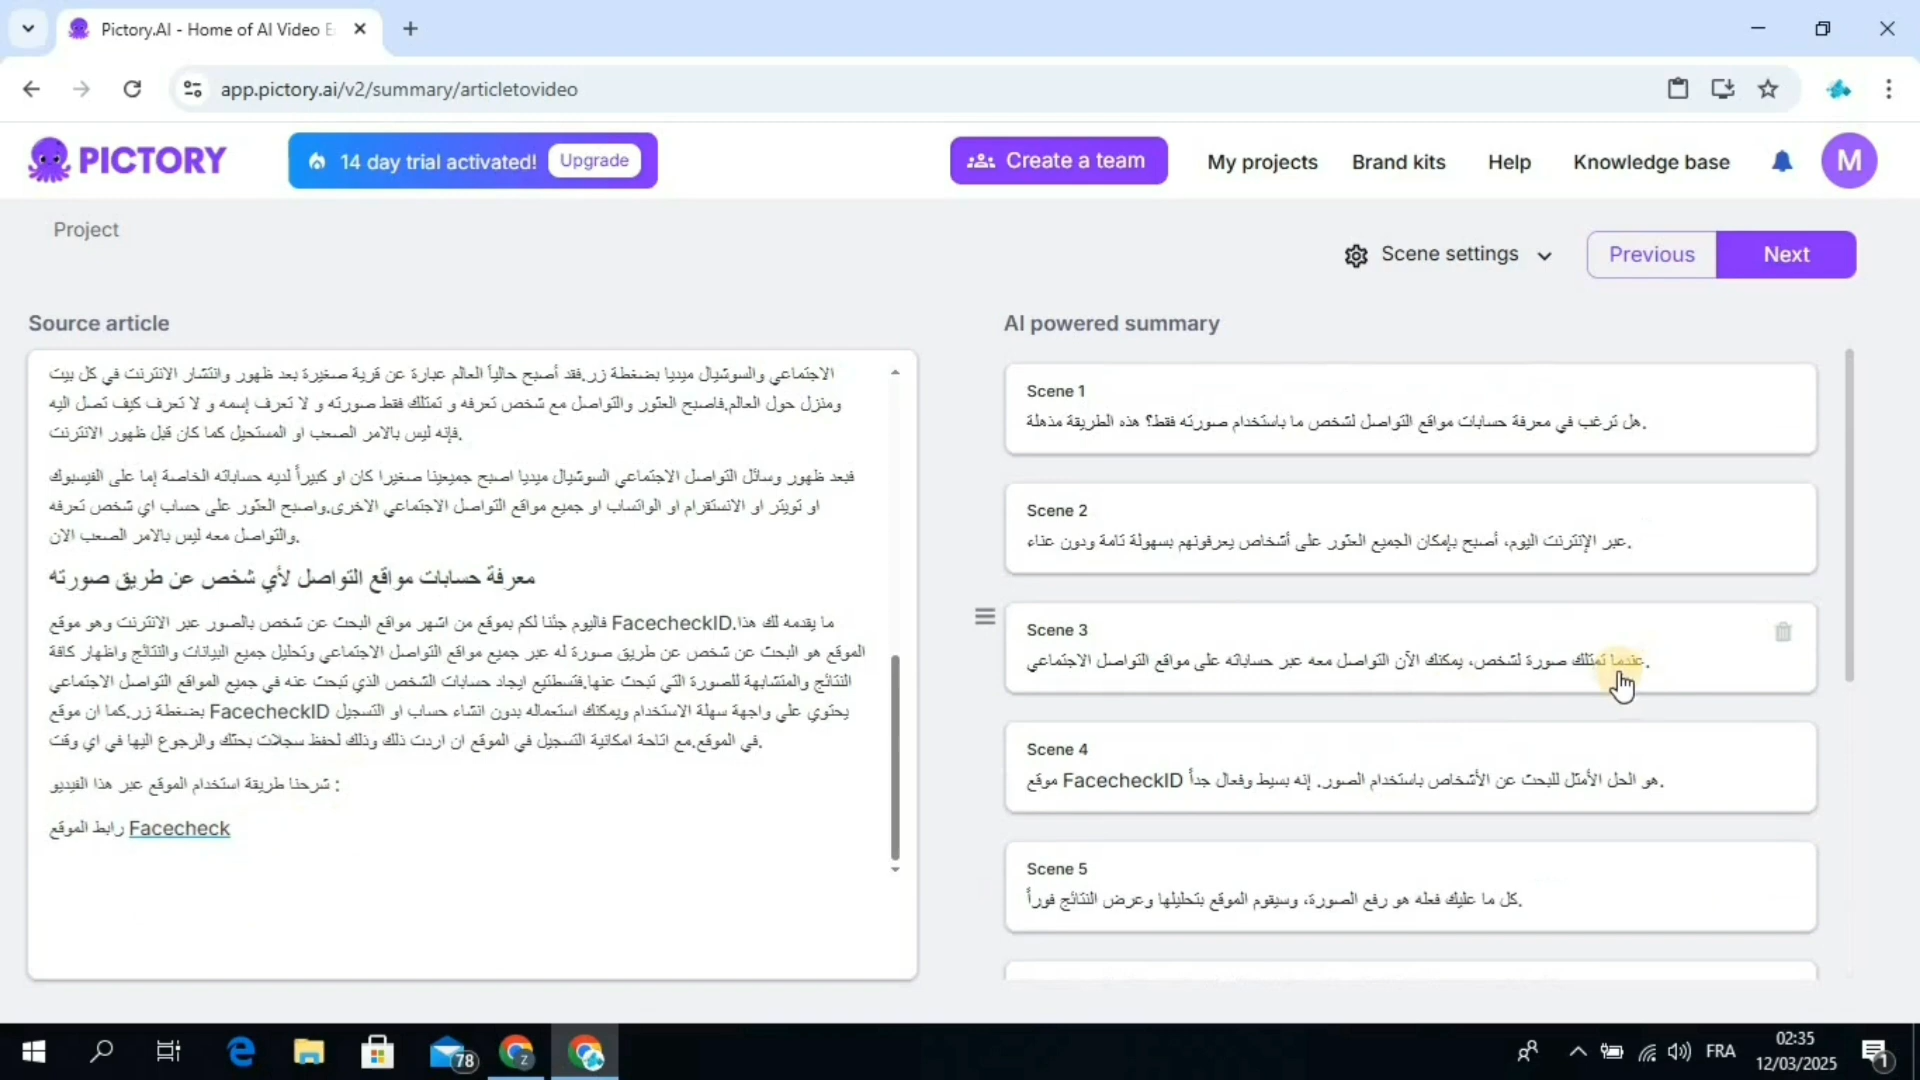 Pictory.AI - Home of AI Video E
app.pictory.ai/v2/summary/articletovideo
PICTORY
14 day trial activated!
Upgrade
Create a team
My projects
Brand kits
Help
Knowledge base
M
Project
Scene settings
Previous
Next
Source article
الاجتماعي والسوشيال ميديا بضغطة زر.فقد أصبح حالياً العالم عبارة عن قرية صغيرة بعد ظهور وانتشار الانترنت في كل بيت
ومنزل حول العالم.فاصبح العثور والتواصل مع شخص تعرفه و تمتلك فقط صورته و لا تعرف إسمه و لا تعرف كيف تصل اليه
.فإنه ليس بالامر الصعب او المستحيل كما كان قبل ظهور الانترنت
فبعد ظهور وسائل التواصل الاجتماعي السوشيال ميديا اصبح جميعينا صغيرا كان او كبيراً لديه حساباته الخاصة إما على الفيسبوك
او تويتر او الانستقرام او الواتساب او جميع مواقع التواصل الاجتماعي الاخرى.واصبح العثور على حساب اي شخص تعرفه
.والتواصل معه ليس بالامر الصعب الان
معرفة حسابات مواقع التواصل لأي شخص عن طريق صورته
فاليوم جئنا لكم بموقع من اشهر مواقع البحث عن شخص بالصور عبر الانترنت وهو موقع FacecheckID.ما يقدمه لك هذا
الموقع هو البحث عن شخص عن طريق صورة له عبر جميع مواقع التواصل الاجتماعي وتحليل جميع البيانات والنتائج واظهار كافة
النتائج والمتشابهة للصورة التي تبحث عنها.فتستطيع ايجاد حسابات الشخص الذي تبحث عنه في جميع المواقع التواصل الاجتماعي
بضغطة زر.كما ان موقع FacecheckID يحتوي على واجهة سهلة الاستخدام ويمكنك استعماله بدون انشاء حساب او التسجيل
.في الموقع.مع اتاحة امكانية التسجيل في الموقع ان اردت ذلك وذلك لحفظ سجلات بحثك والرجوع اليها في اي وقت
شرحنا طريقة استخدام الموقع عبر هذا الفيديو :
رابط الموقع Facecheck
AI powered summary
Scene 1
هل ترغب في معرفة حسابات مواقع التواصل لشخص ما باستخدام صورته فقط؟ هذه الطريقة مذهلة.
Scene 2
عبر الإنترنت اليوم، أصبح بإمكان الجميع العثور على أشخاص يعرفونهم بسهولة تامة ودون عناء.
Scene 3
عندما تمتلك صورة لشخص، يمكنك الآن التواصل معه عبر حساباته على مواقع التواصل الاجتماعي.
Scene 4
موقع FacecheckID هو الحل الأمثل للبحث عن الأشخاص باستخدام الصور. إنه بسيط وفعال جداً.
Scene 5
كل ما عليك فعله هو رفع الصورة، وسيقوم الموقع بتحليلها وعرض النتائج فوراً.
78
Z
FRA
02:35
12/03/2025
1